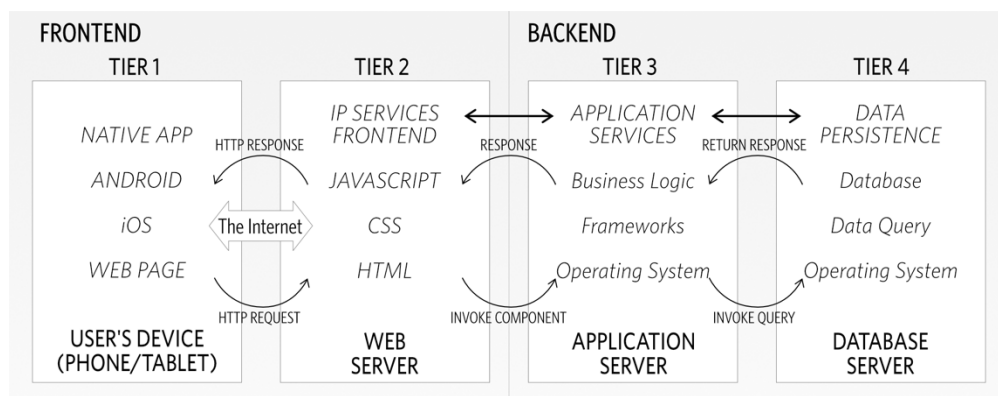 FRONTEND
BACKEND
TIER 1
TIER 2
TIER 3
TIER 4
NATIVE APP
ANDROID
iOS
WEB PAGE
USER'S DEVICE
(PHONE/TABLET)
HTTP RESPONSE
The Internet
HTTP REQUEST
IP SERVICES
FRONTEND
JAVASCRIPT
CSS
HTML
WEB
SERVER
RESPONSE
INVOKE COMPONENT
APPLICATION
SERVICES
Business Logic
Frameworks
Operating System
APPLICATION
SERVER
RETURN RESPONSE
INVOKE QUERY
DATA
PERSISTENCE
Database
Data Query
Operating System
DATABASE
SERVER